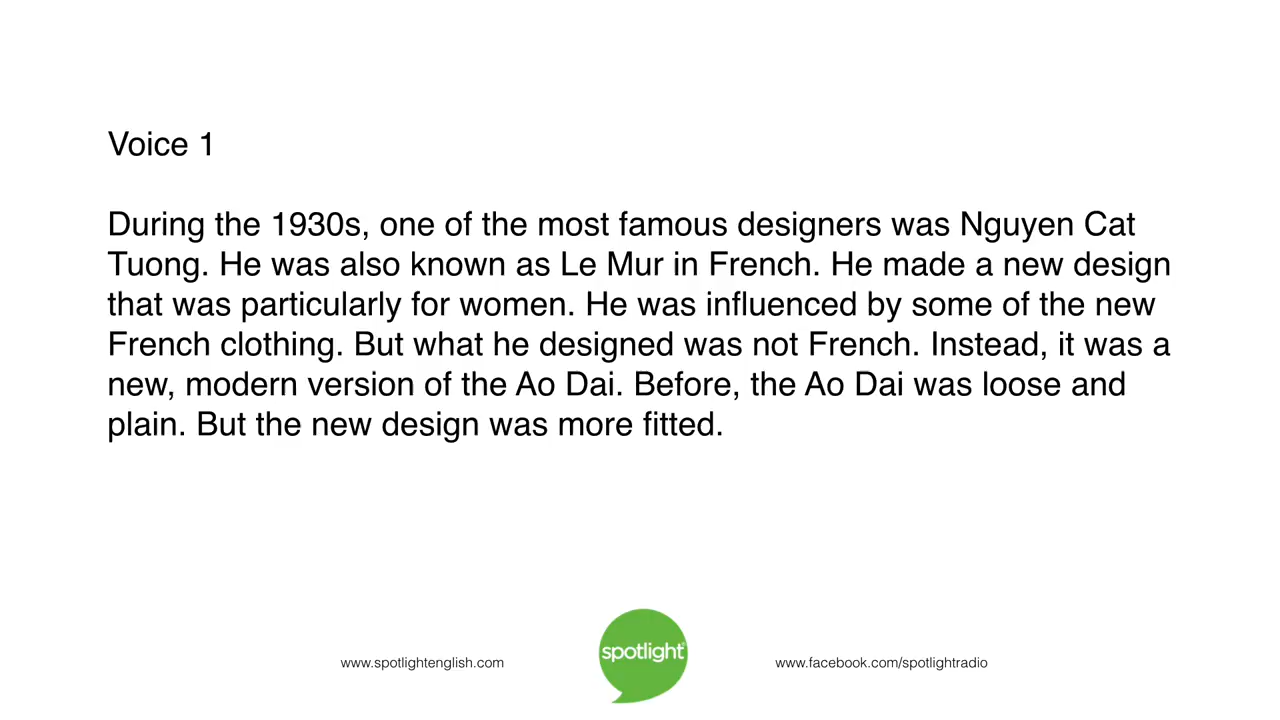 Voice 1
During the 1930s, one of the most famous designers was Nguyen Cat
Tuong. He was also known as Le Mur in French. He made a new design
that was particularly for women. He was influenced by some of the new
French clothing. But what he designed was not French. Instead, it was a
new, modern version of the Ao Dai. Before, the Ao Dai was loose and
plain. But the new design was more fitted.
www.spotlightenglish.com
spotlight
www.facebook.com/spotlightradio